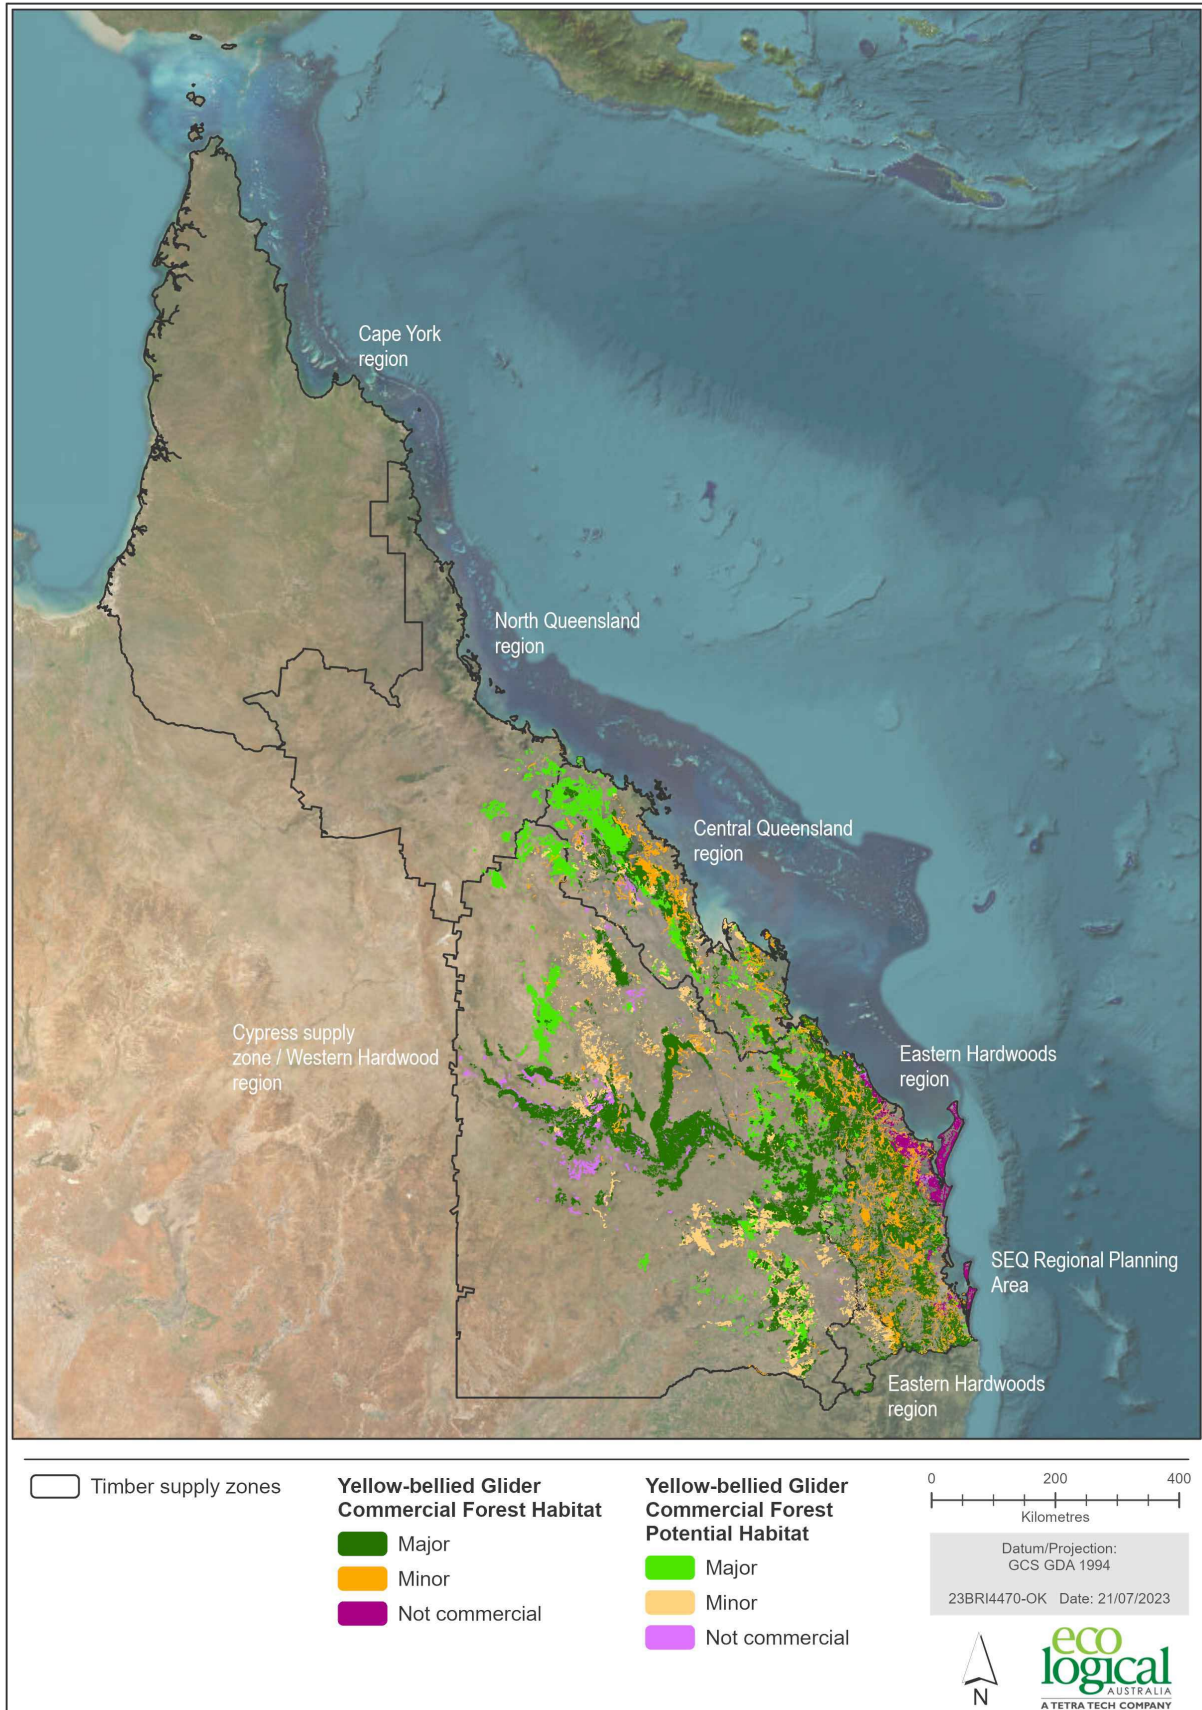 Cape York
region
North Queensland
region
Central Queensland
region
Cypress supply
zone / Western Hardwood
region
Eastern Hardwoods
region
SEQ Regional Planning
Area
Eastern Hardwoods
region
Timber supply zones
Yellow-bellied Glider
Commercial Forest Habitat
Major
Minor
Not commercial
Yellow-bellied Glider
Commercial Forest
Potential Habitat
Major
Minor
Not commercial
0 200 400
Kilometres
Datum/Projection:
GCS GDA 1994
23BRI4470-OK Date: 21/07/2023
N
eco
logical
AUSTRALIA
A TETRA TECH COMPANY